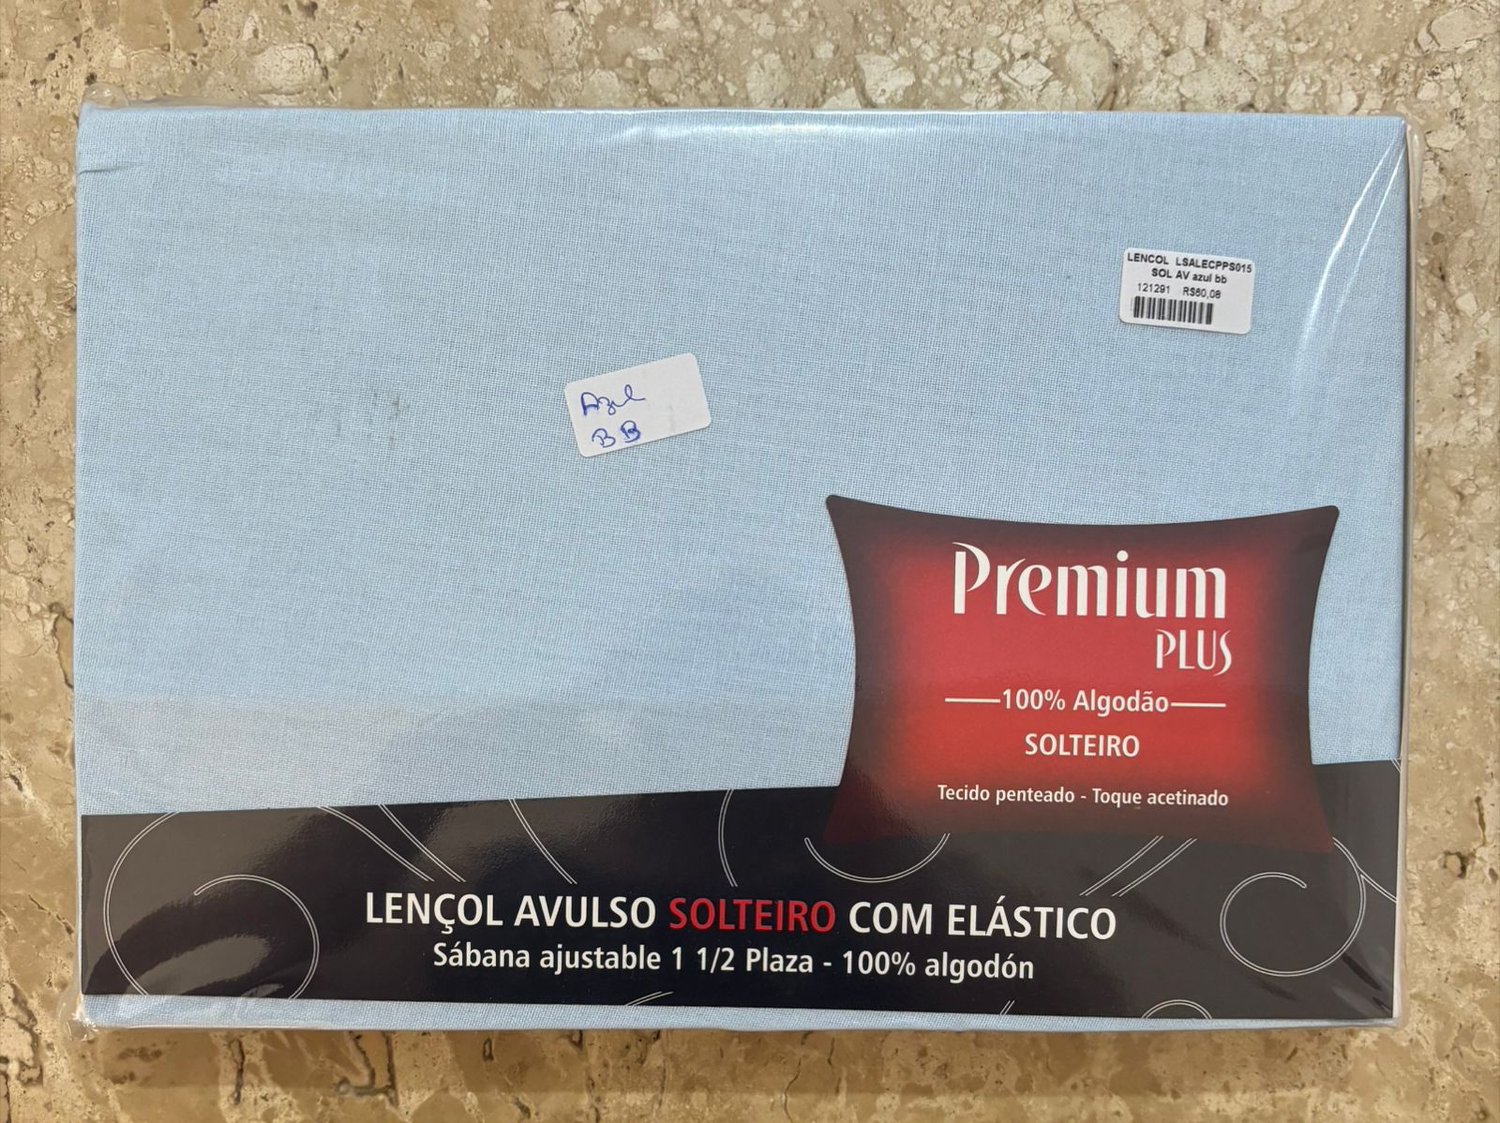 LENCOL LSALECPPS015
SOL AV azul bb
121291 R$60,08
Azul
BB
Premium
PLUS
100% Algodão
SOLTEIRO
Tecido penteado - Toque acetinado
LENÇOL AVULSO SOLTEIRO COM ELÁSTICO
Sábana ajustable 1 1/2 Plaza - 100% algodón